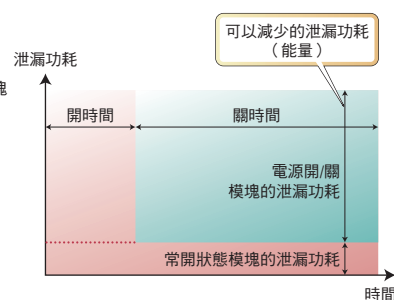 可以減少的泄漏功耗
（能量）
泄漏功耗
塊
開時間
關時間
電源開/關
模塊的泄漏功耗
常開狀態模塊的泄漏功耗
時間